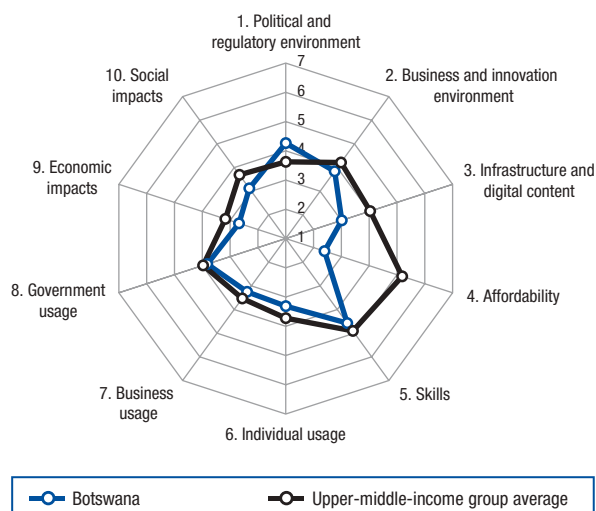 1. Political and
regulatory environment
2. Business and innovation
environment
3. Infrastructure and
digital content
4. Affordability
5. Skills
6. Individual usage
7. Business
usage
8. Government
usage
9. Economic
impacts
10. Social
impacts
7
6
5
4
3
2
1
Botswana
Upper-middle-income group average